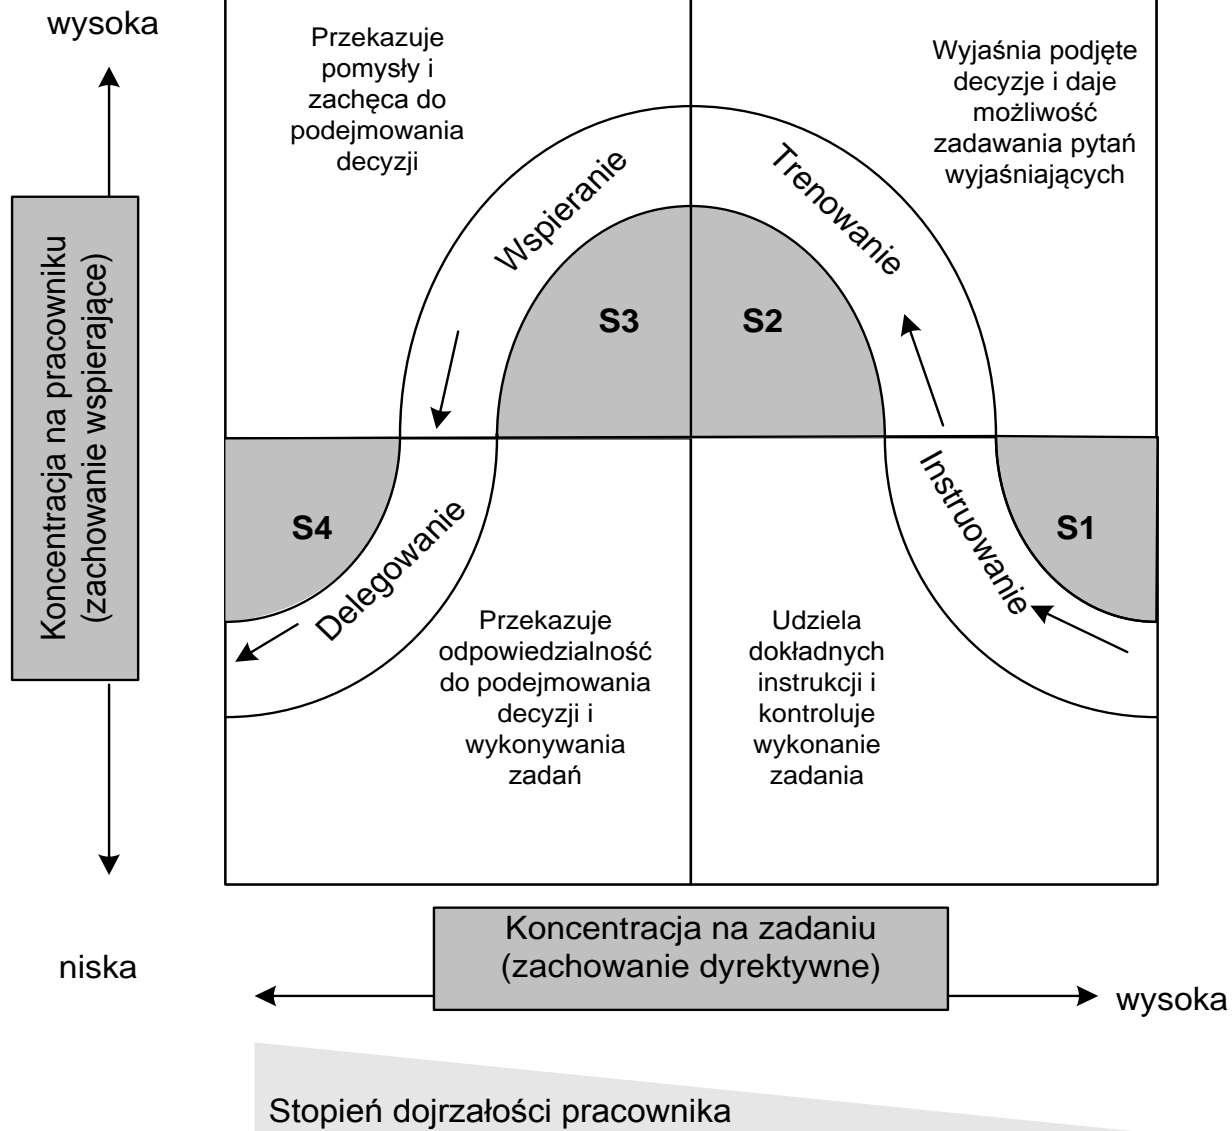 wysoka
Przekazuje
pomysły i
zachęca do
podejmowania
decyzji
Wyjaśnia podjęte
decyzje i daje
możliwość
zadawania pytań
wyjaśniających
Wspieranie
Trenowanie
Koncentracja na pracowniku
(zachowanie wspierające)
S3
S2
S4
Delegowanie
Instruowanie
S1
Przekazuje
odpowiedzialność
do podejmowania
decyzji i
wykonywania
zadań
Udziela
dokładnych
instrukcji i
kontroluje
wykonanie
zadania
niska
Koncentracja na zadaniu
(zachowanie dyrektywne)
wysoka
Stopień dojrzałości pracownika